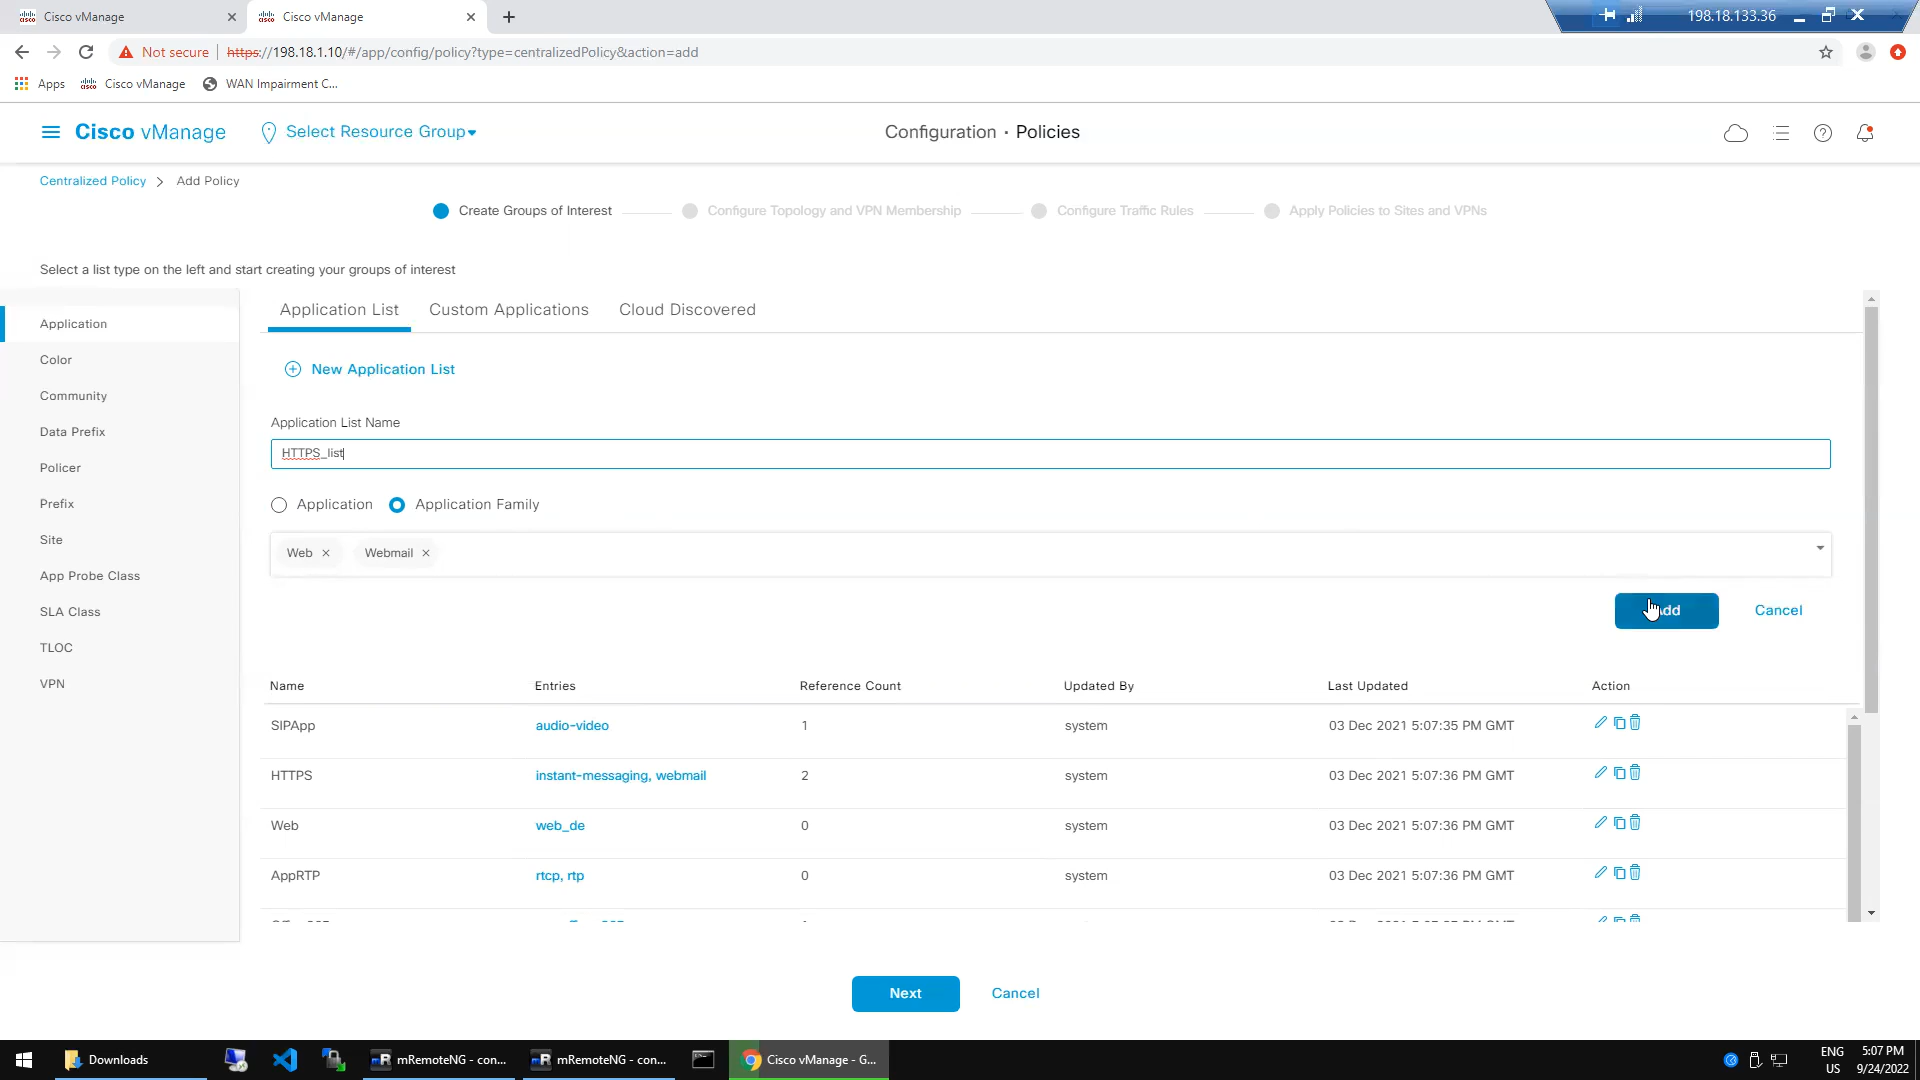 Cisco vManage
Cisco vManage
198.18.133.36
Not secure
https://198.18.1.10/#/app/config/policy?type=centralizedPolicy&action=add
Apps
Cisco vManage
WAN Impairment C...
Cisco vManage
Select Resource Group
Configuration · Policies
Centralized Policy
Add Policy
Create Groups of Interest
Configure Topology and VPN Membership
Configure Traffic Rules
Apply Policies to Sites and VPNs
Select a list type on the left and start creating your groups of interest
Application
Color
Community
Data Prefix
Policer
Prefix
Site
App Probe Class
SLA Class
TLOC
VPN
Application List
Custom Applications
Cloud Discovered
New Application List
Application List Name
HTTPS_list
Application
Application Family
Web
Webmail
Add
Cancel
Name Entries Reference Count Updated By Last Updated Action
SIPApp audio-video 1 system 03 Dec 2021 5:07:35 PM GMT
HTTPS instant-messaging, webmail 2 system 03 Dec 2021 5:07:36 PM GMT
Web web_de 0 system 03 Dec 2021 5:07:36 PM GMT
AppRTP rtcp, rtp 0 system 03 Dec 2021 5:07:36 PM GMT
Next
Cancel
Downloads
mRemoteNG - con...
mRemoteNG - con...
Cisco vManage - G...
ENG
US
5:07 PM
9/24/2022